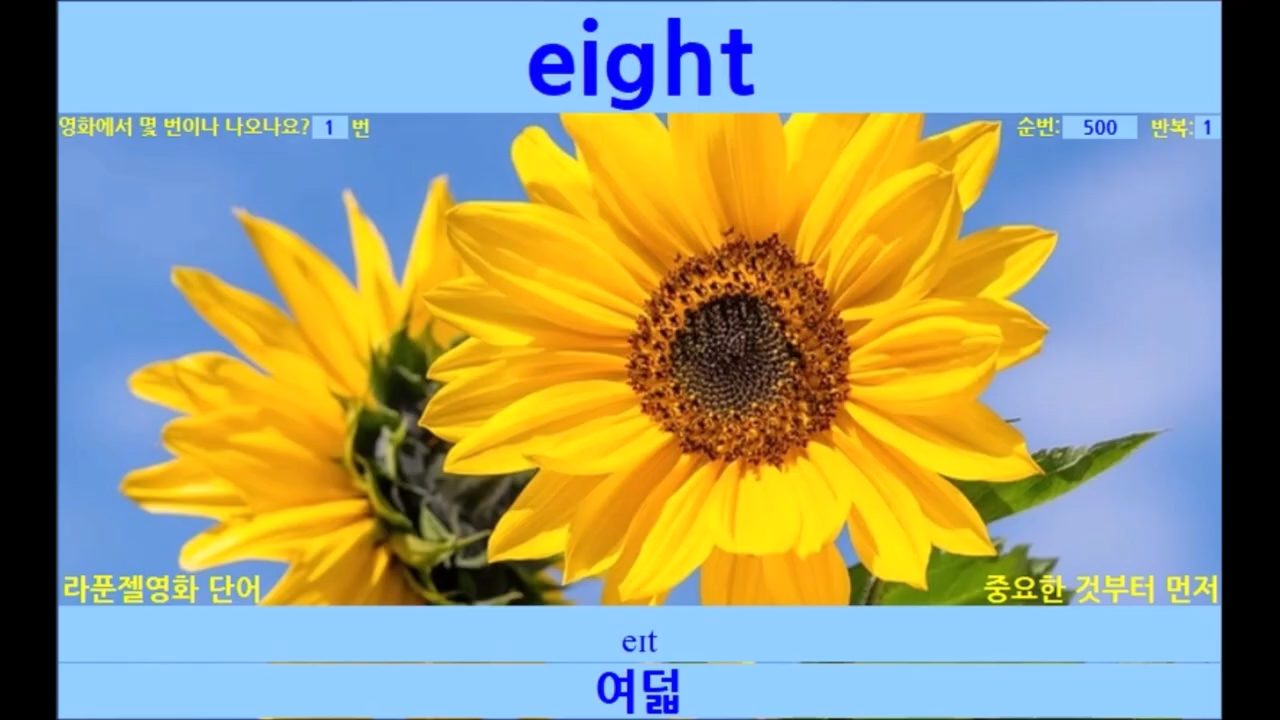 eight
영화에서 몇 번이나 나오나요? 1 번
순번: 500 반복: 1
라푼젤영화 단어
중요한 것부터 먼저
eɪt
여덟